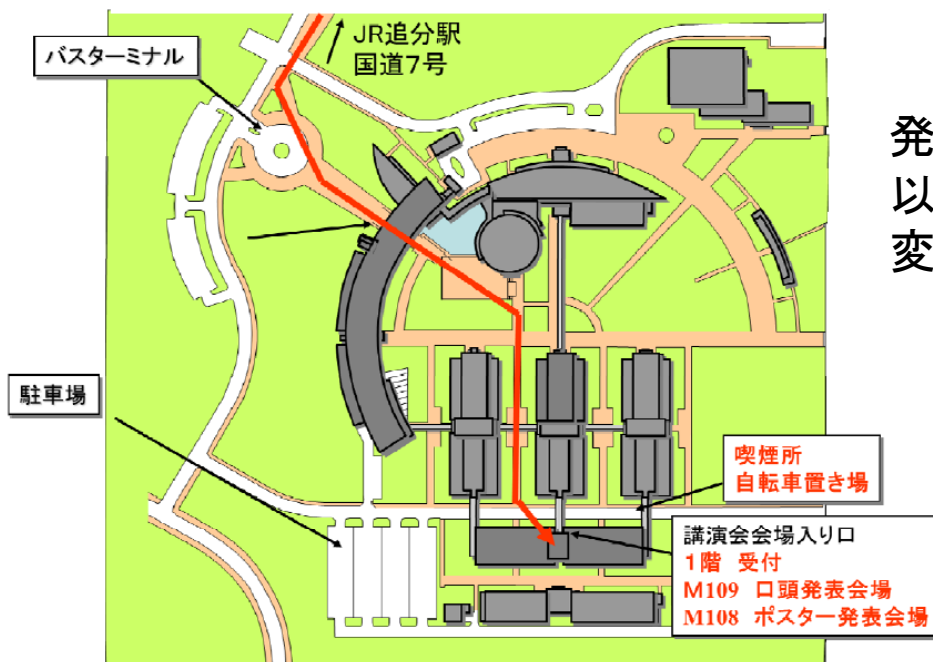 JR追分駅
国道7号
バスターミナル
発
以
変
駐車場
喫煙所
自転車置き場
講演会会場入り口
1階 受付
M109 口頭発表会場
M108 ポスター発表会場